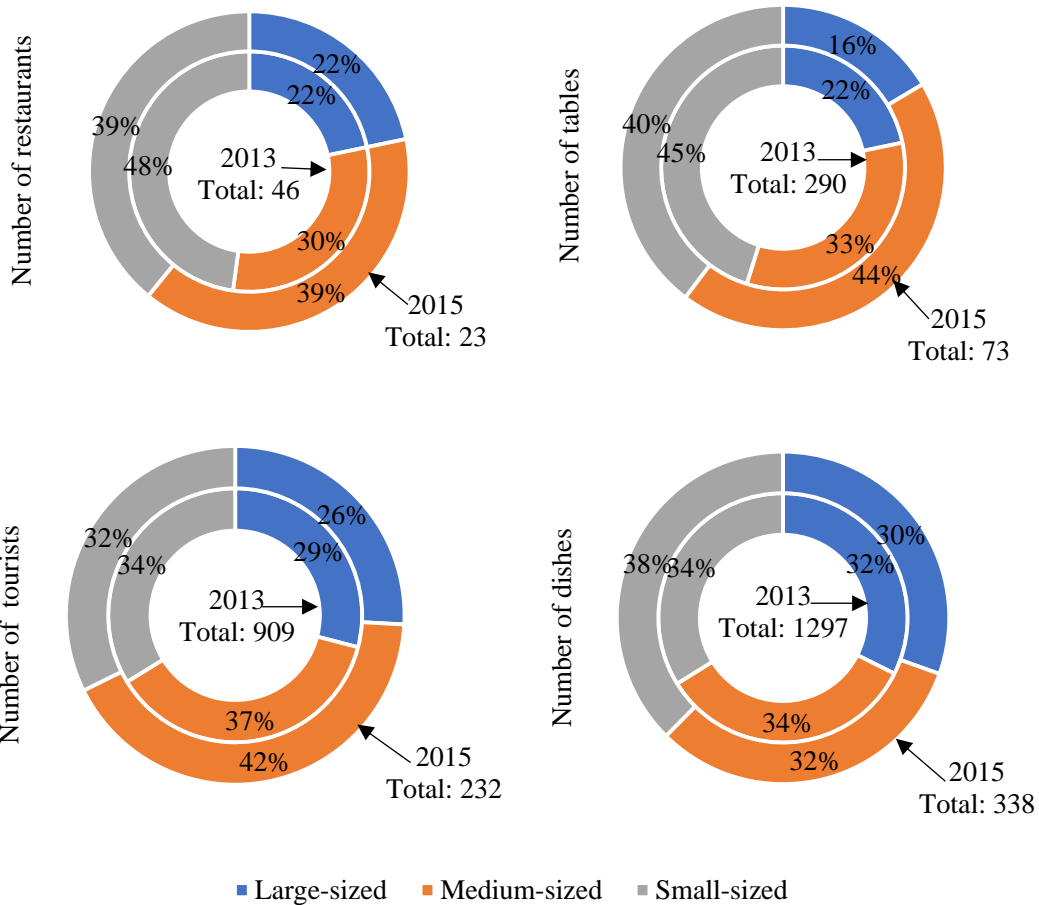 Number of restaurants
22%
22%
39%
48%
2013
Total: 46
30%
39%
2015
Total: 23
Number of tables
16%
22%
40%
45%
2013
Total: 290
33%
44%
2015
Total: 73
Number of tourists
26%
29%
32%
34%
2013
Total: 909
37%
42%
2015
Total: 232
Number of dishes
30%
32%
38%
34%
2013
Total: 1297
34%
32%
2015
Total: 338
Large-sized Medium-sized Small-sized